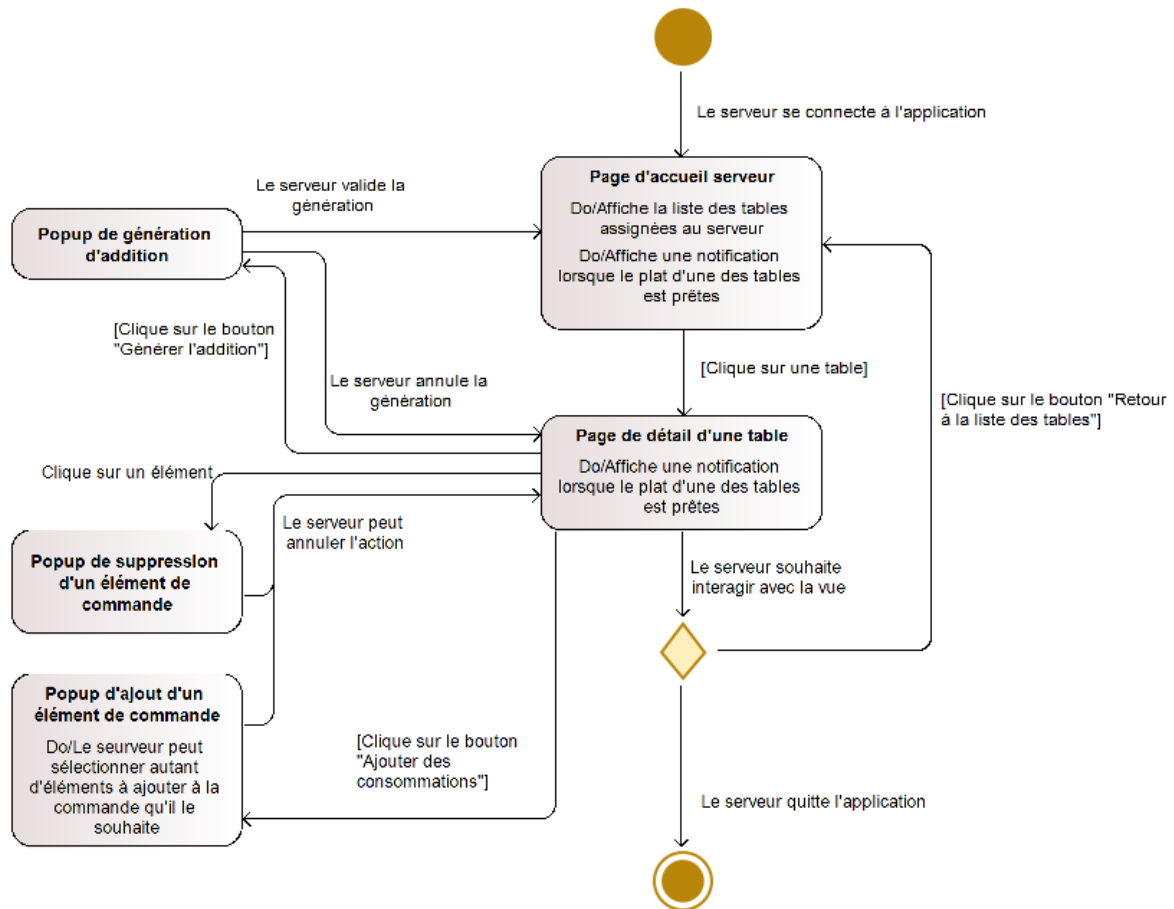 Le serveur se connecte à l'application
Page d'accueil serveur
Do/Affiche la liste des tables
assignées au serveur
Do/Affiche une notification
lorsque le plat d'une des tables
est prêtes
Le serveur valide la
génération
Popup de génération
d'addition
[Clique sur le bouton
"Générer l'addition"]
Le serveur annule la
génération
[Clique sur une table]
[Clique sur le bouton "Retour
à la liste des tables"]
Page de détail d'une table
Do/Affiche une notification
lorsque le plat d'une des tables
est prêtes
Clique sur un élément
Le serveur peut
annuler l'action
Popup de suppression
d'un élément de
commande
Le serveur souhaite
interagir avec la vue
Popup d'ajout d'un
élément de commande
Do/Le seurveur peut
sélectionner autant
d'éléments à ajouter à la
commande qu'il le
souhaite
[Clique sur le bouton
"Ajouter des
consommations"]
Le serveur quitte l'application